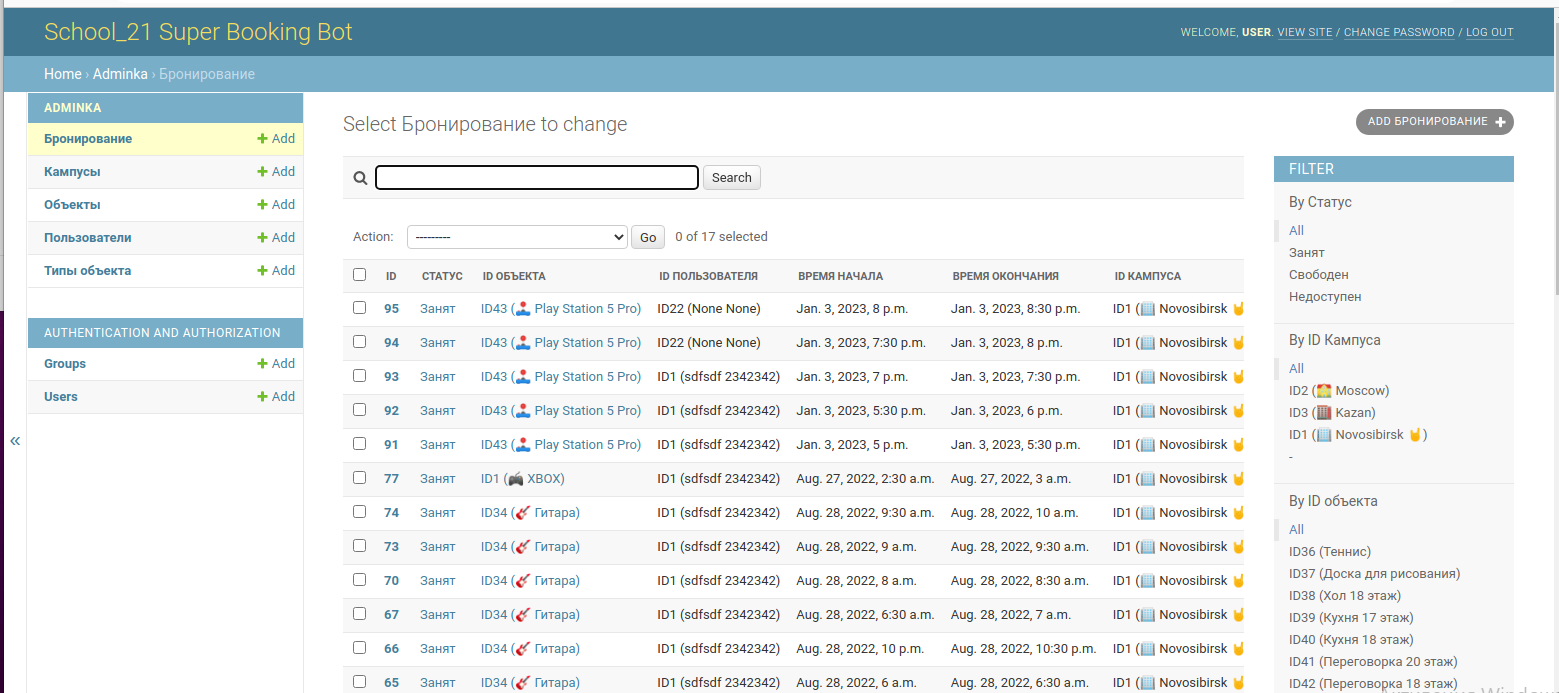 School_21 Super Booking Bot
WELCOME, USER. VIEW SITE / CHANGE PASSWORD / LOG OUT
Home › Adminka › Бронирование
ADMINKA
Бронирование Add
Кампусы Add
Объекты Add
Пользователи Add
Типы объекта Add
AUTHENTICATION AND AUTHORIZATION
Groups Add
Users Add
«
Select Бронирование to change
ADD БРОНИРОВАНИЕ
Search
Action: --------- Go 0 of 17 selected
ID СТАТУС ID ОБЪЕКТА ID ПОЛЬЗОВАТЕЛЯ ВРЕМЯ НАЧАЛА ВРЕМЯ ОКОНЧАНИЯ ID КАМПУСА
95 Занят ID43 (🕹 Play Station 5 Pro) ID22 (None None) Jan. 3, 2023, 8 p.m. Jan. 3, 2023, 8:30 p.m. ID1 (🏢 Novosibirsk 🤘
94 Занят ID43 (🕹 Play Station 5 Pro) ID22 (None None) Jan. 3, 2023, 7:30 p.m. Jan. 3, 2023, 8 p.m. ID1 (🏢 Novosibirsk 🤘
93 Занят ID43 (🕹 Play Station 5 Pro) ID1 (sdfsdf 2342342) Jan. 3, 2023, 7 p.m. Jan. 3, 2023, 7:30 p.m. ID1 (🏢 Novosibirsk 🤘
92 Занят ID43 (🕹 Play Station 5 Pro) ID1 (sdfsdf 2342342) Jan. 3, 2023, 5:30 p.m. Jan. 3, 2023, 6 p.m. ID1 (🏢 Novosibirsk 🤘
91 Занят ID43 (🕹 Play Station 5 Pro) ID1 (sdfsdf 2342342) Jan. 3, 2023, 5 p.m. Jan. 3, 2023, 5:30 p.m. ID1 (🏢 Novosibirsk 🤘
77 Занят ID1 (🎮 XBOX) ID1 (sdfsdf 2342342) Aug. 27, 2022, 2:30 a.m. Aug. 27, 2022, 3 a.m. ID1 (🏢 Novosibirsk 🤘
74 Занят ID34 (🎸 Гитара) ID1 (sdfsdf 2342342) Aug. 28, 2022, 9:30 a.m. Aug. 28, 2022, 10 a.m. ID1 (🏢 Novosibirsk 🤘
73 Занят ID34 (🎸 Гитара) ID1 (sdfsdf 2342342) Aug. 28, 2022, 9 a.m. Aug. 28, 2022, 9:30 a.m. ID1 (🏢 Novosibirsk 🤘
70 Занят ID34 (🎸 Гитара) ID1 (sdfsdf 2342342) Aug. 28, 2022, 8 a.m. Aug. 28, 2022, 8:30 a.m. ID1 (🏢 Novosibirsk 🤘
67 Занят ID34 (🎸 Гитара) ID1 (sdfsdf 2342342) Aug. 28, 2022, 6:30 a.m. Aug. 28, 2022, 7 a.m. ID1 (🏢 Novosibirsk 🤘
66 Занят ID34 (🎸 Гитара) ID1 (sdfsdf 2342342) Aug. 28, 2022, 10 p.m. Aug. 28, 2022, 10:30 p.m. ID1 (🏢 Novosibirsk 🤘
65 Занят ID34 (🎸 Гитара) ID1 (sdfsdf 2342342) Aug. 28, 2022, 6 a.m. Aug. 28, 2022, 6:30 a.m. ID1 (🏢 Novosibirsk 🤘
FILTER
By Статус
All
Занят
Свободен
Недоступен
By ID Кампуса
All
ID2 (🌇 Moscow)
ID3 (🏬 Kazan)
ID1 (🏢 Novosibirsk 🤘)
-
By ID объекта
All
ID36 (Теннис)
ID37 (Доска для рисования)
ID38 (Хол 18 этаж)
ID39 (Кухня 17 этаж)
ID40 (Кухня 18 этаж)
ID41 (Переговорка 20 этаж)
ID42 (Переговорка 18 этаж)